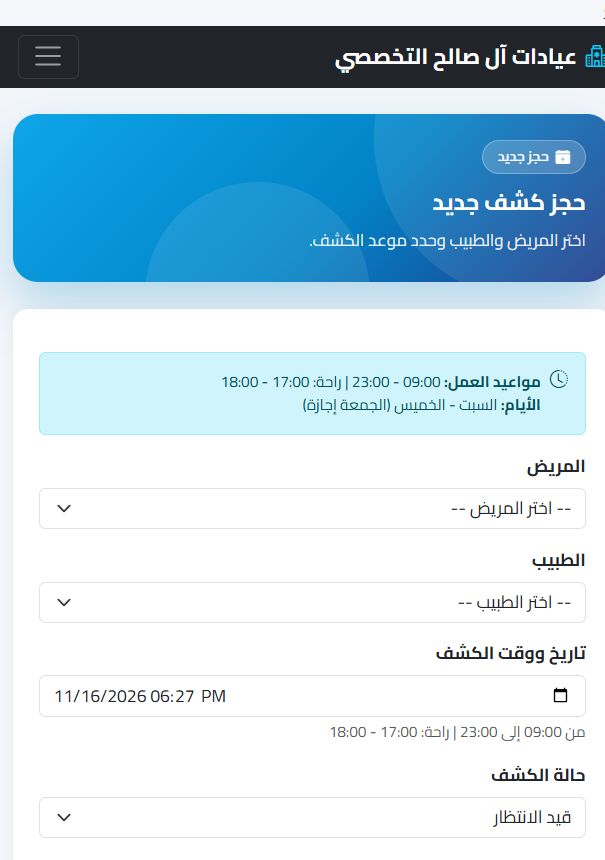 عيادات آل صالح التخصصي
حجز جديد
حجز كشف جديد
اختر المريض والطبيب وحدد موعد الكشف.
مواعيد العمل: 09:00 - 23:00 | راحة: 17:00 - 18:00
الأيام: السبت - الخميس (الجمعة إجازة)
المريض
-- اختر المريض --
الطبيب
-- اختر الطبيب --
تاريخ ووقت الكشف
11/16/2026 06:27 PM
من 09:00 إلى 23:00 | راحة: 17:00 - 18:00
حالة الكشف
قيد الانتظار